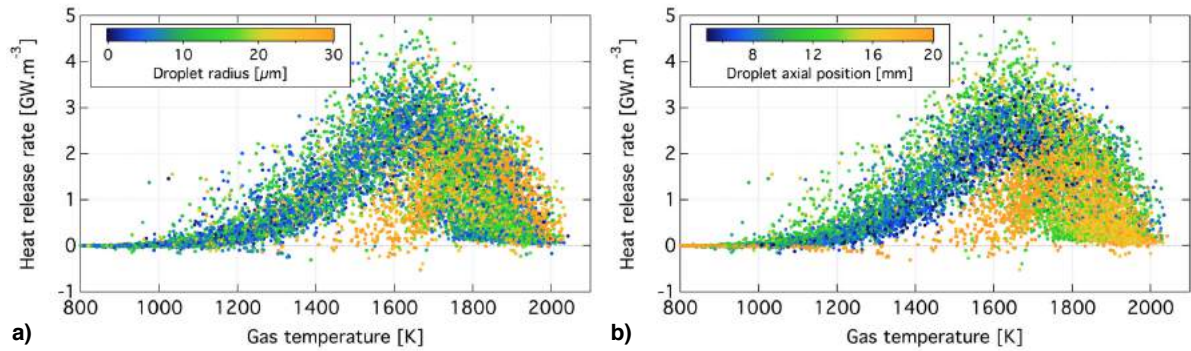 5
4
3
2
1
0
-1
Heat release rate [GW.m⁻³]
0 10 20 30
Droplet radius [µm]
800 1000 1200 1400 1600 1800 2000
Gas temperature [K]
a)
5
4
3
2
1
0
-1
Heat release rate [GW.m⁻³]
8 12 16 20
Droplet axial position [mm]
800 1000 1200 1400 1600 1800 2000
Gas temperature [K]
b)